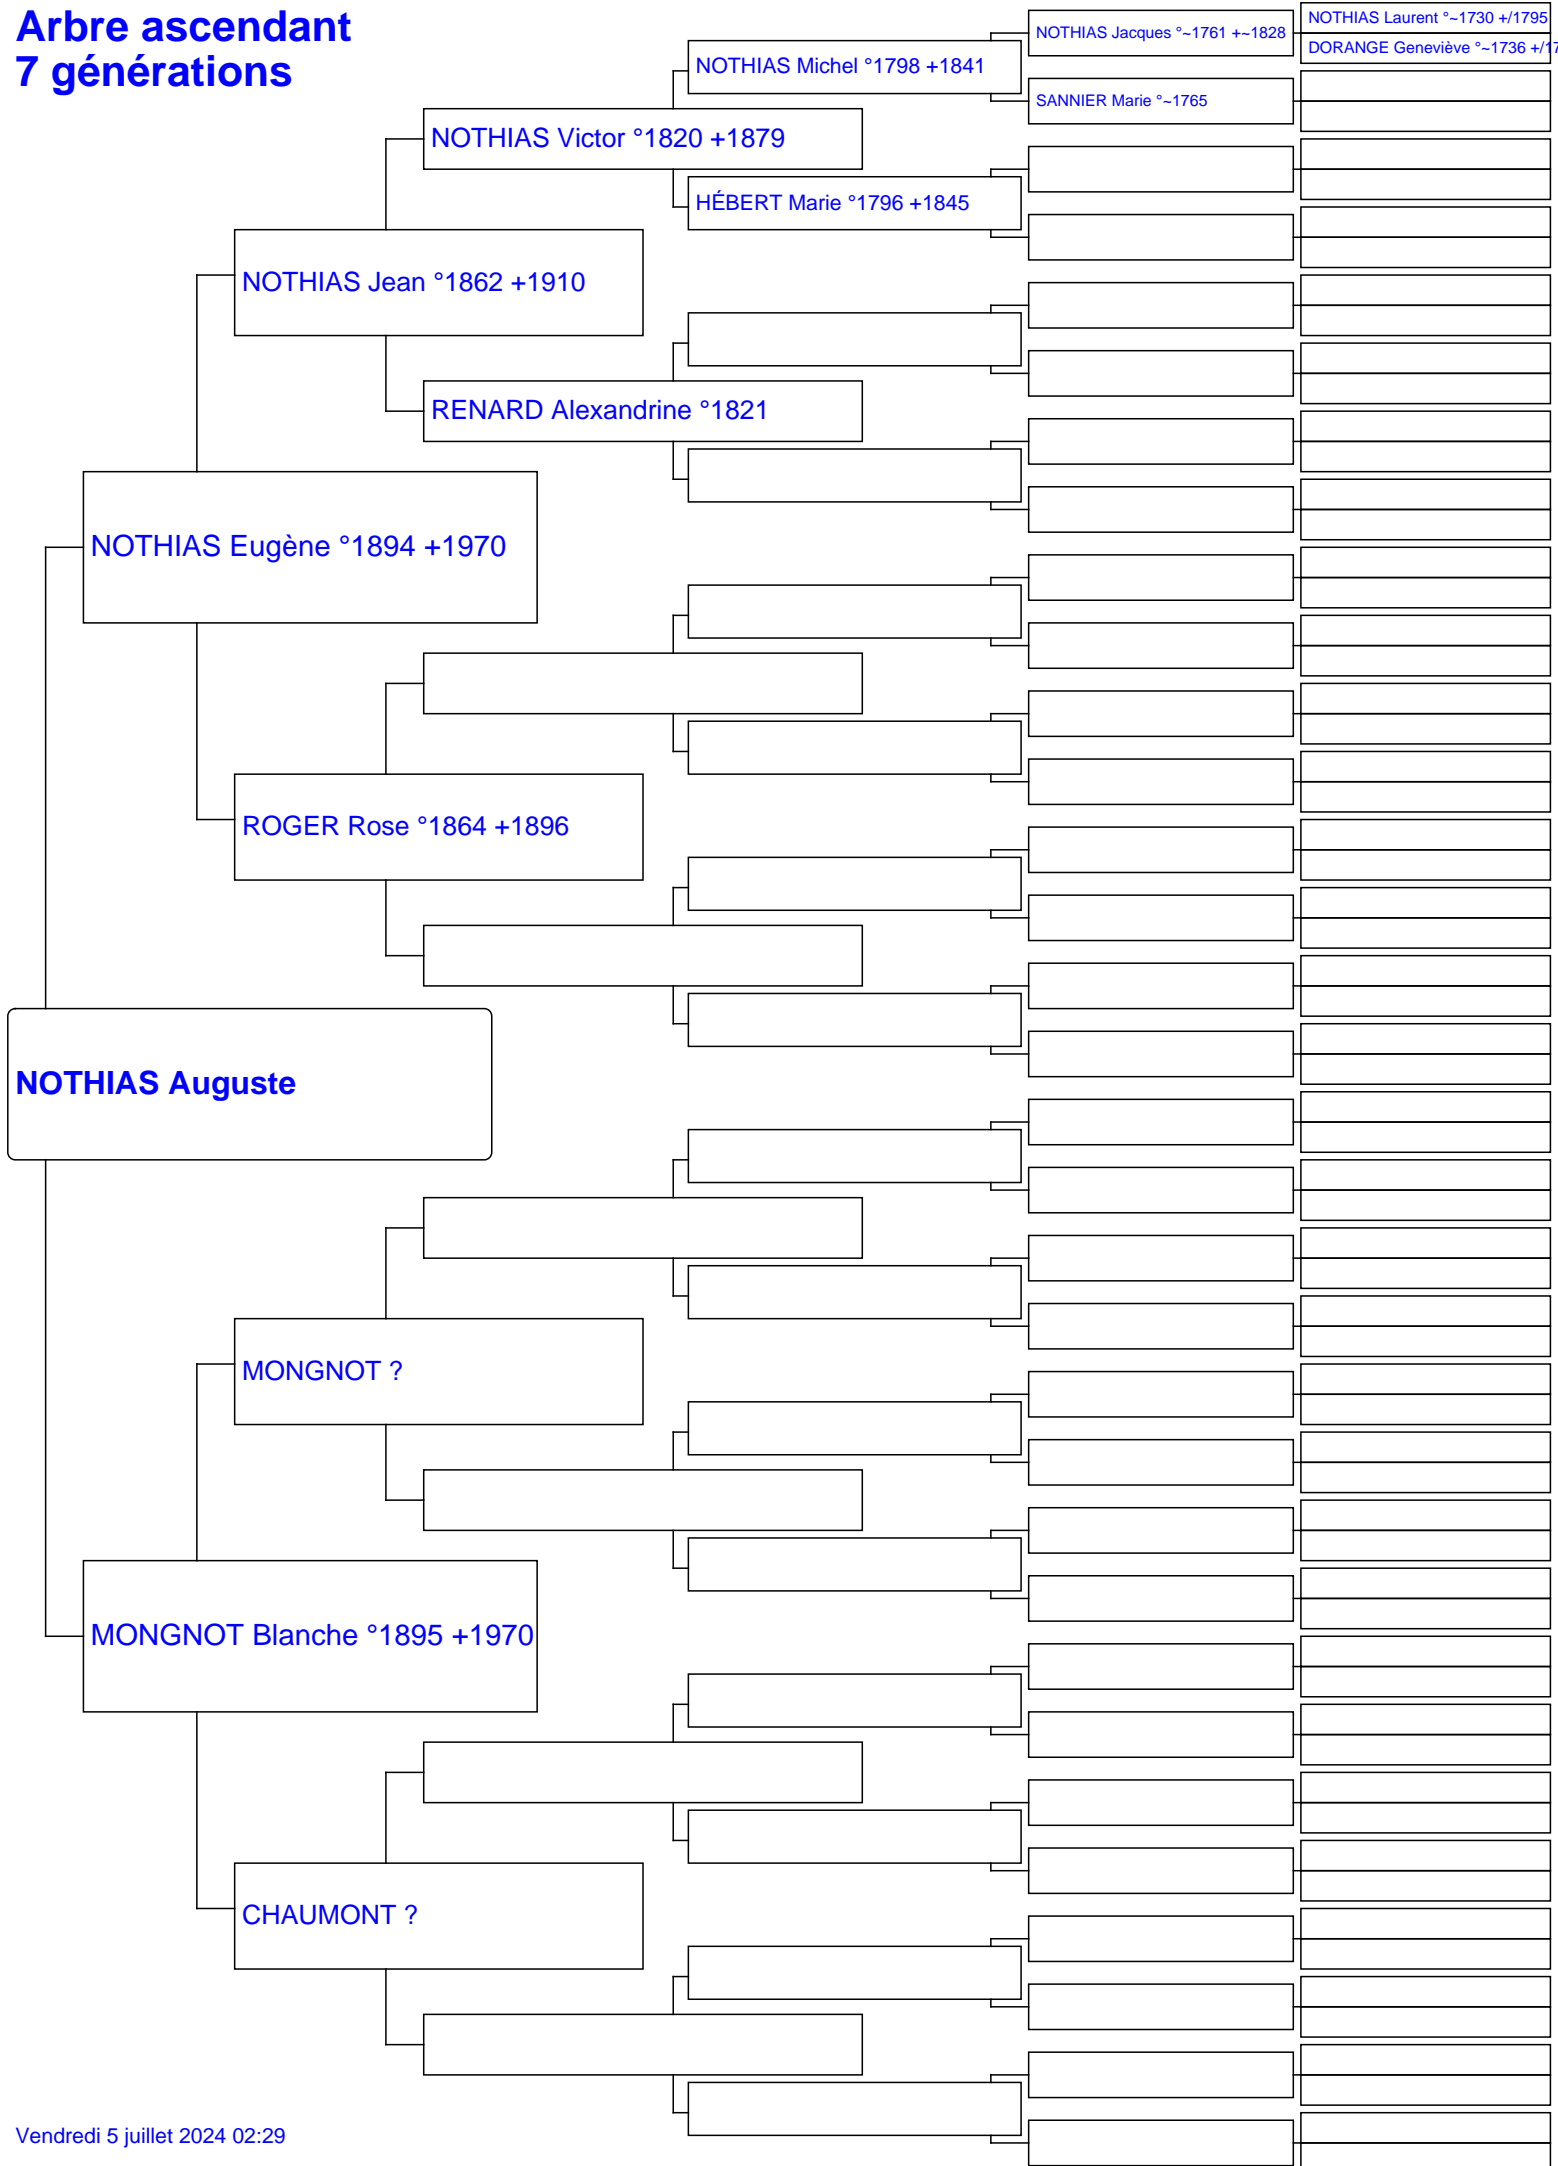 Arbre ascendant
7 générations
NOTHIAS Laurent °~1730 +/1795
DORANGE Geneviève °~1736 +/17
NOTHIAS Jacques °~1761 +~1828
SANNIER Marie °~1765
NOTHIAS Michel °1798 +1841
HÉBERT Marie °1796 +1845
NOTHIAS Victor °1820 +1879
RENARD Alexandrine °1821
NOTHIAS Jean °1862 +1910
ROGER Rose °1864 +1896
NOTHIAS Eugène °1894 +1970
NOTHIAS Auguste
MONGNOT ?
MONGNOT Blanche °1895 +1970
CHAUMONT ?
Vendredi 5 juillet 2024 02:29